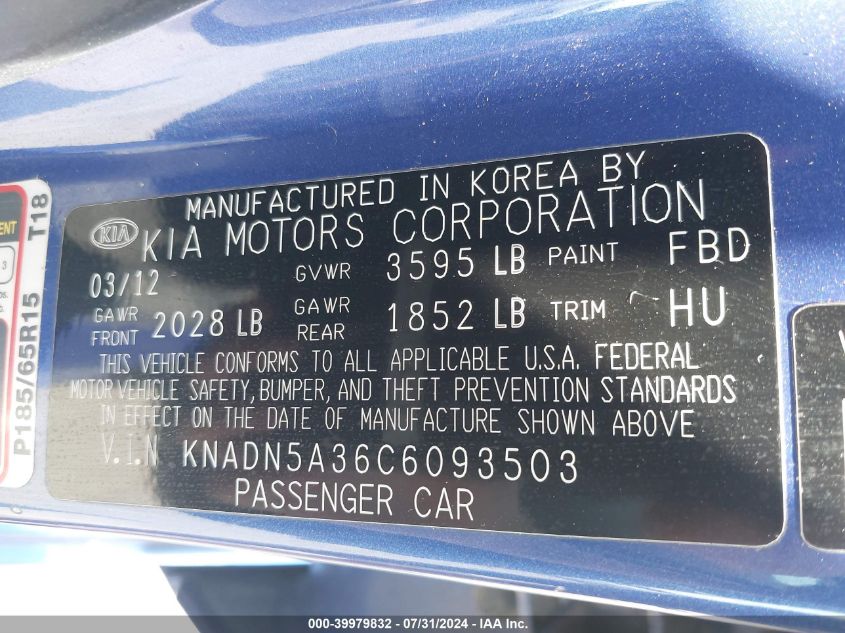 MANUFACTURED IN KOREA BY
KIA KIA MOTORS CORPORATION
03/12 GVWR 3595 LB PAINT FBD
GAWR FRONT 2028 LB GAWR REAR 1852 LB TRIM HU
THIS VEHICLE CONFORMS TO ALL APPLICABLE U.S.A. FEDERAL
MOTOR VEHICLE SAFETY, BUMPER, AND THEFT PREVENTION STANDARDS
IN EFFECT ON THE DATE OF MANUFACTURE SHOWN ABOVE
V.I.N KNADN5A36C6093503
PASSENGER CAR
P185/65R15 T18
3
000-39979832 / 07/31/2024 - IAA Inc.